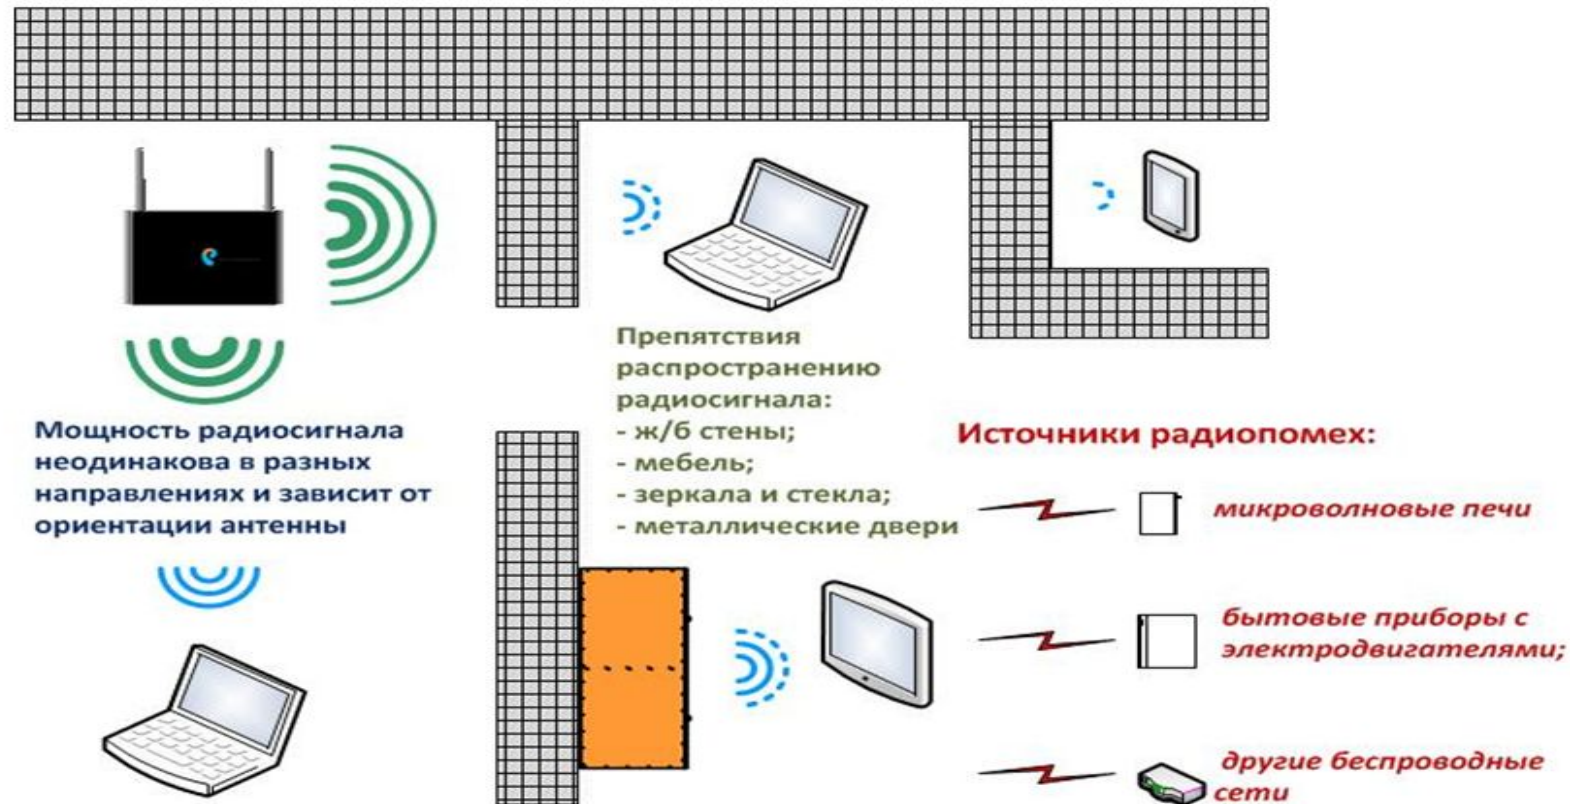 Препятствия
распространению
радиосигнала:
- ж/б стены;
- мебель;
- зеркала и стекла;
- металлические двери
Мощность радиосигнала
неодинакова в разных
направлениях и зависит от
ориентации антенны
Источники радиопомех:
микроволновые печи
бытовые приборы с
электродвигателями;
другие беспроводные
сети